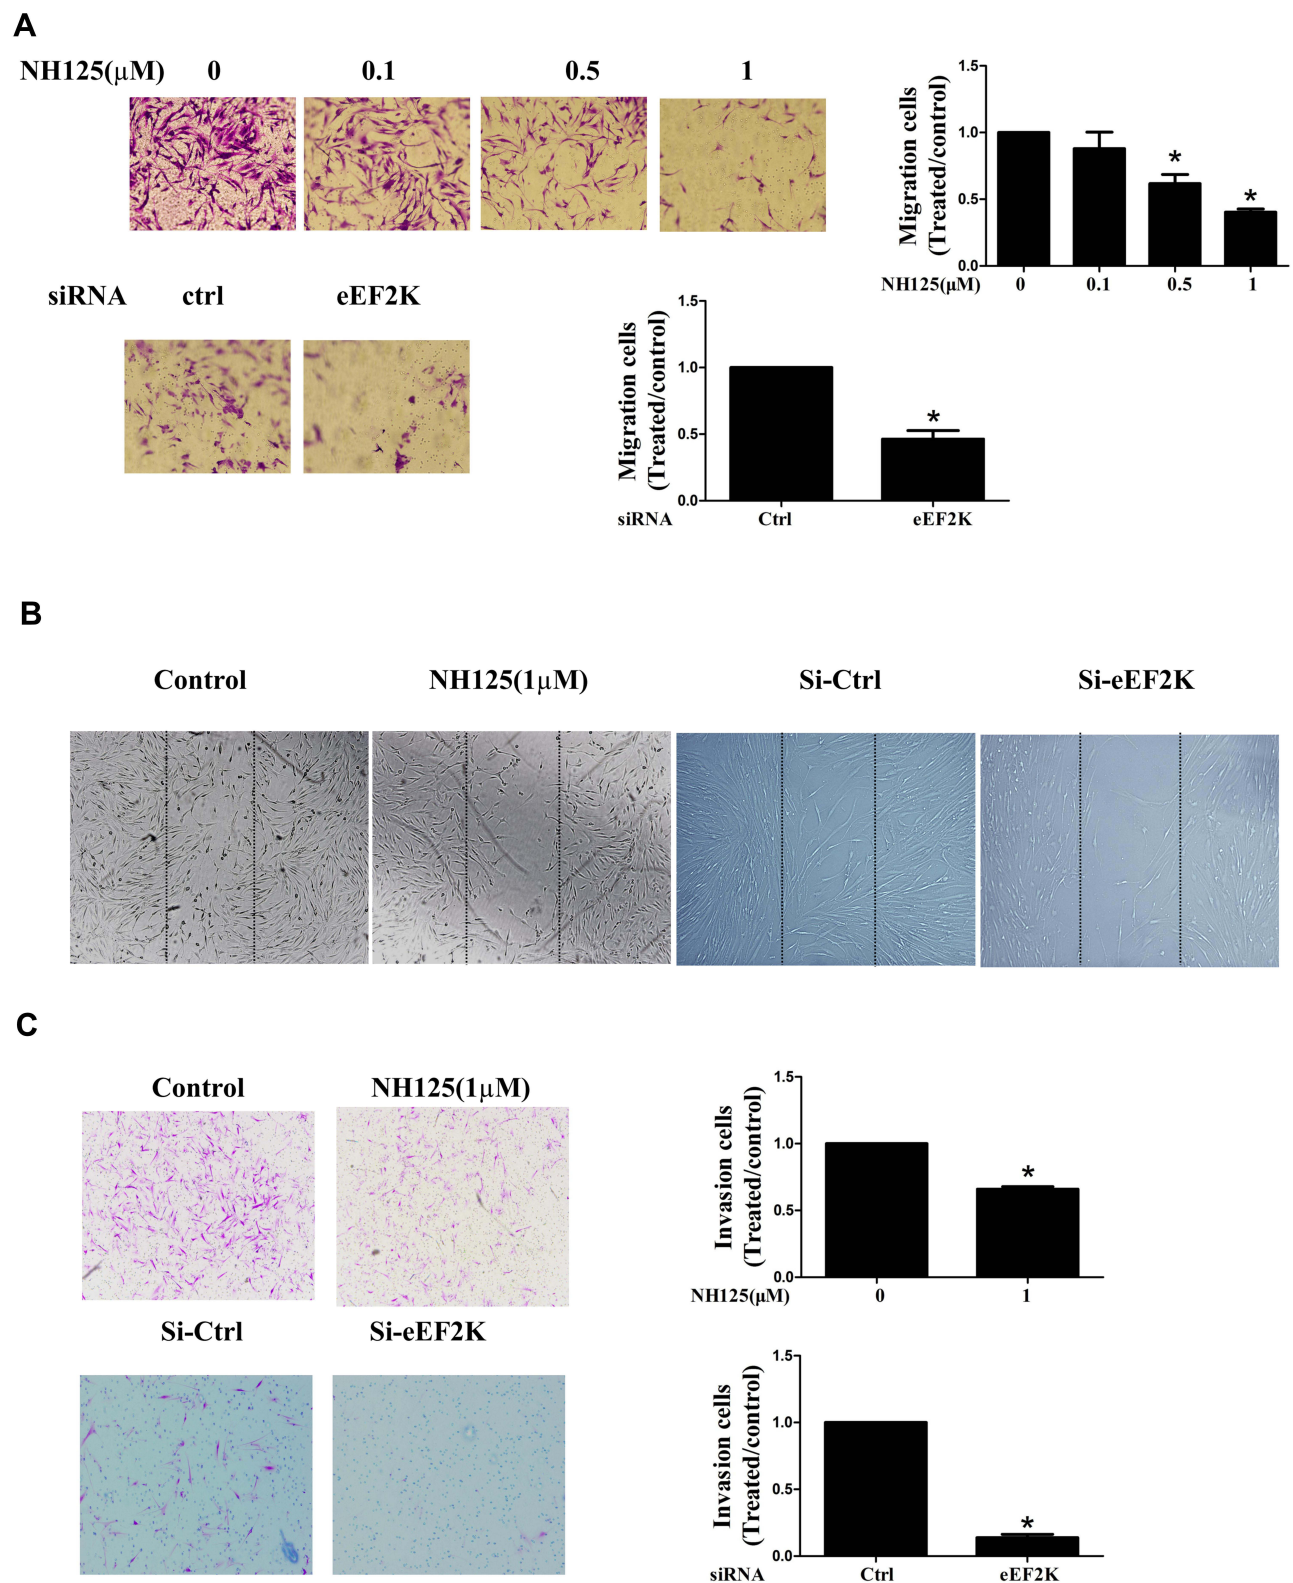 A
NH125(μM) 0 0.1 0.5 1
Migration cells
(Treated/control)
1.5
1.0
0.5
0.0
NH125(μM) 0 0.1 0.5 1
* *
siRNA ctrl eEF2K
Migration cells
(Treated/control)
1.5
1.0
0.5
0.0
*
siRNA Ctrl eEF2K
B
Control NH125(1μM) Si-Ctrl Si-eEF2K
C
Control NH125(1μM)
Invasion cells
(Treated/control)
1.5
1.0
0.5
0.0
*
NH125(μM) 0 1
Si-Ctrl Si-eEF2K
Invasion cells
(Treated/control)
1.5
1.0
0.5
0.0
*
siRNA Ctrl eEF2K